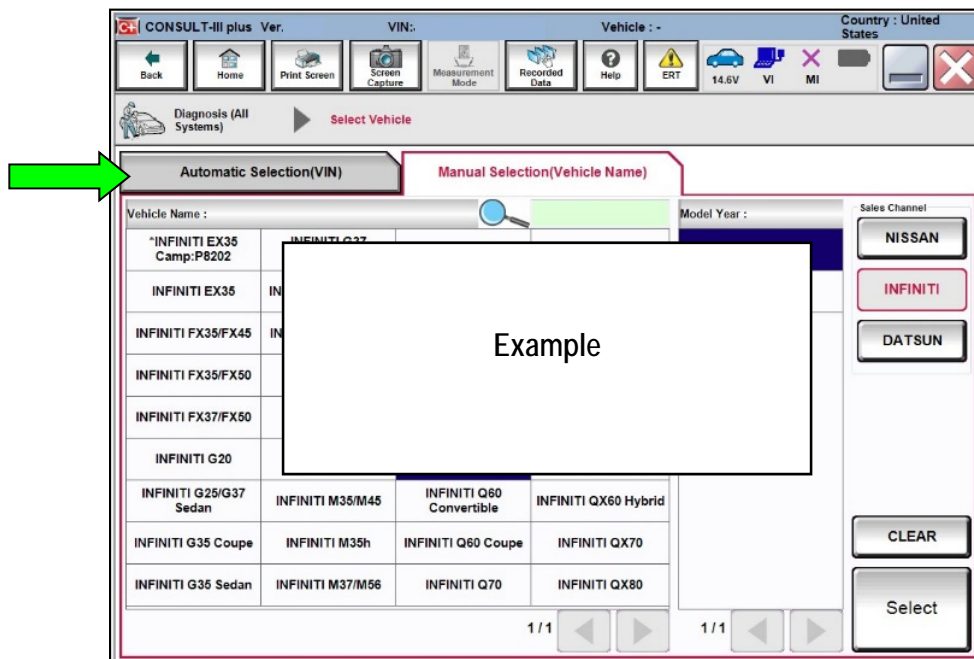 C+ CONSULT-III plus Ver. VIN: Vehicle : - Country : United States
Back
Home
Print Screen
Screen Capture
Measurement Mode
Recorded Data
Help
ERT
14.6V
VI
MI
Diagnosis (All Systems)
Select Vehicle
Automatic Selection(VIN)
Manual Selection(Vehicle Name)
Vehicle Name :
Model Year :
Sales Channel
*INFINITI EX35 Camp:P8202
NISSAN
INFINITI EX35
IN
INFINITI
INFINITI FX35/FX45
IN
Example
DATSUN
INFINITI FX35/FX50
INFINITI FX37/FX50
INFINITI G20
INFINITI G25/G37 Sedan
INFINITI M35/M45
INFINITI Q60 Convertible
INFINITI QX60 Hybrid
INFINITI G35 Coupe
INFINITI M35h
INFINITI Q60 Coupe
INFINITI QX70
CLEAR
INFINITI G35 Sedan
INFINITI M37/M56
INFINITI Q70
INFINITI QX80
Select
1/1
1/1